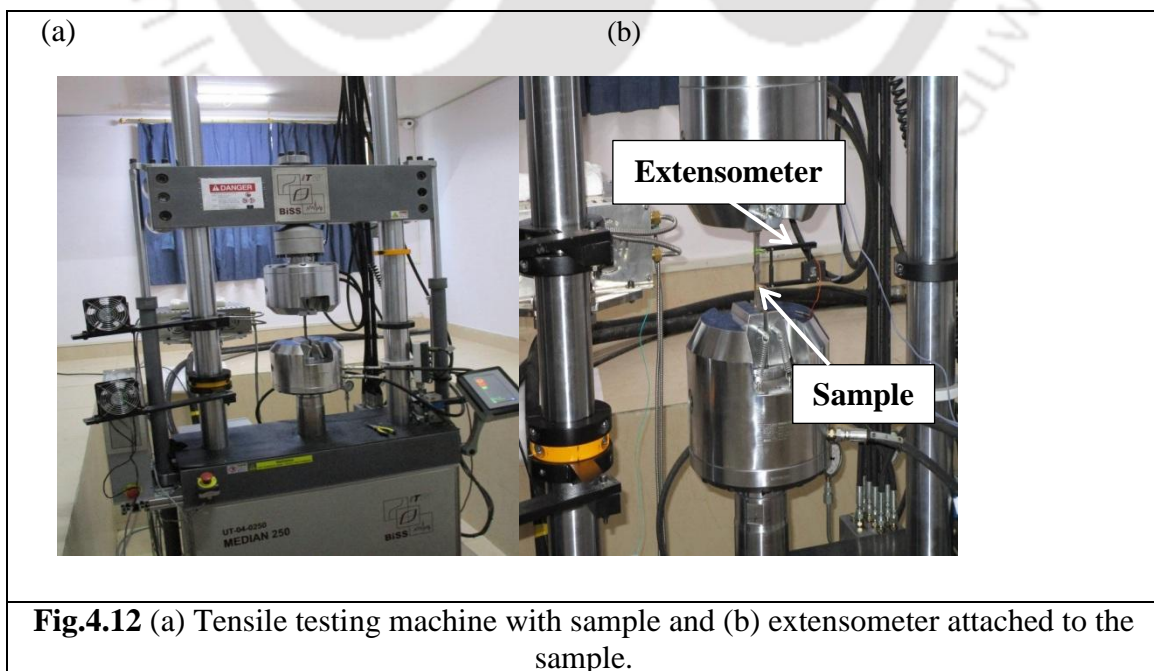 (a)
(b)
DANGER
BiSS
Extensometer
Sample
UT-04-0250
MEDIAN 250
BiSS
Fig.4.12 (a) Tensile testing machine with sample and (b) extensometer attached to the
sample.